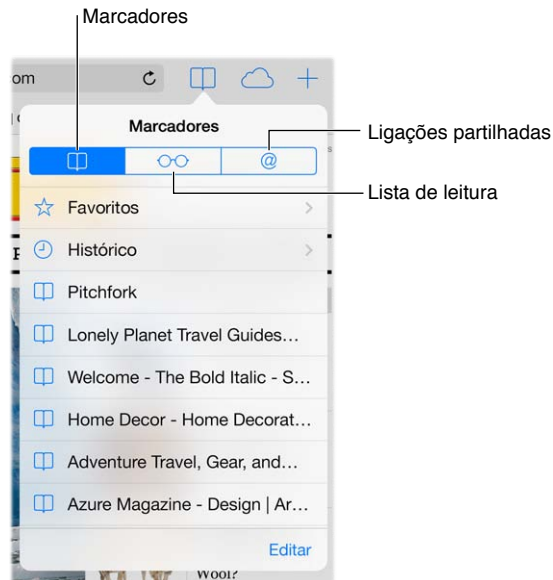 Marcadores
om
Marcadores
Ligações partilhadas
@
Lista de leitura
Favoritos
Histórico
Pitchfork
Lonely Planet Travel Guides…
Welcome - The Bold Italic - S…
Home Decor - Home Decorat…
Adventure Travel, Gear, and…
Azure Magazine - Design | Ar…
Editar
Wool?